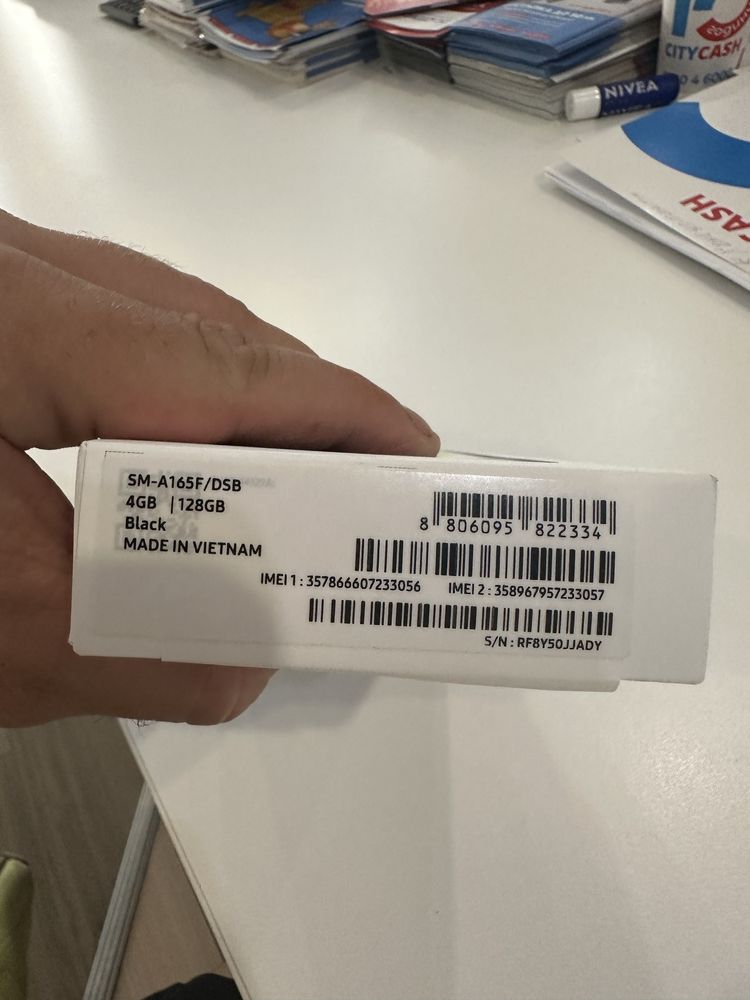 CITYCASH
NIVEA
CASH
SM-A165F/DSB
4GB | 128GB
Black
MADE IN VIETNAM
8 806095 822334
IMEI 1 : 357866607233056 IMEI 2 : 358967957233057
S/N : RF8Y50JJADY